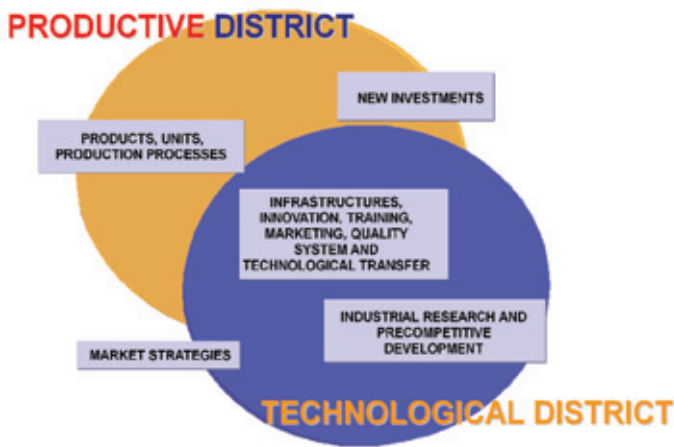 PRODUCTIVE DISTRICT
NEW INVESTMENTS
PRODUCTS, UNITS,
PRODUCTION PROCESSES
INFRASTRUCTURES,
INNOVATION, TRAINING,
MARKETING, QUALITY
SYSTEM AND
TECHNOLOGICAL TRANSFER
INDUSTRIAL RESEARCH AND
PRECOMPETITIVE
DEVELOPMENT
MARKET STRATEGIES
TECHNOLOGICAL DISTRICT